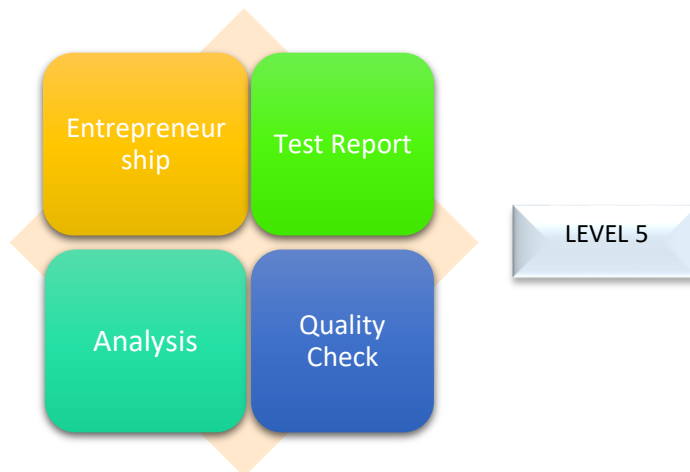 Entrepreneur
ship
Test Report
LEVEL 5
Analysis
Quality
Check